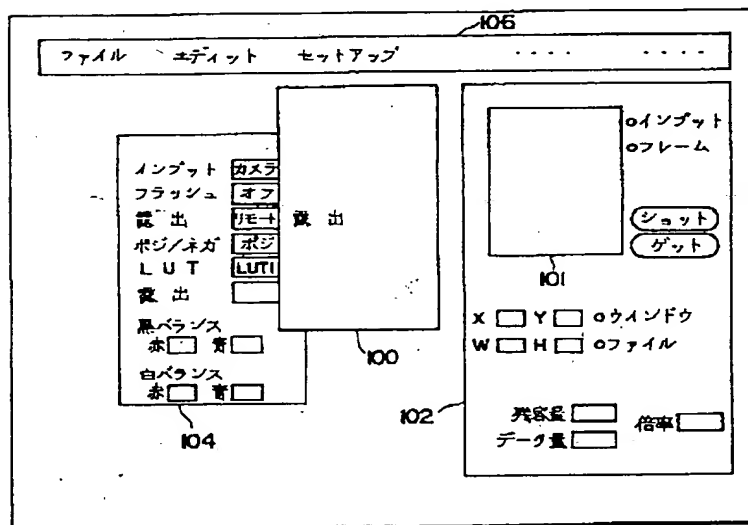 105
ファイル エディット セットアップ ････ ････
インプット カメラ
フラッシュ オフ
露出 リモート
ポジ/ネガ ポジ
LUT LUT1
露出
黒バランス
赤 青
白バランス
赤 青
104
露出
100
インプット
フレーム
ショット
ゲット
101
X Y ウインドウ
W H ファイル
102
残容量
データ量
倍率